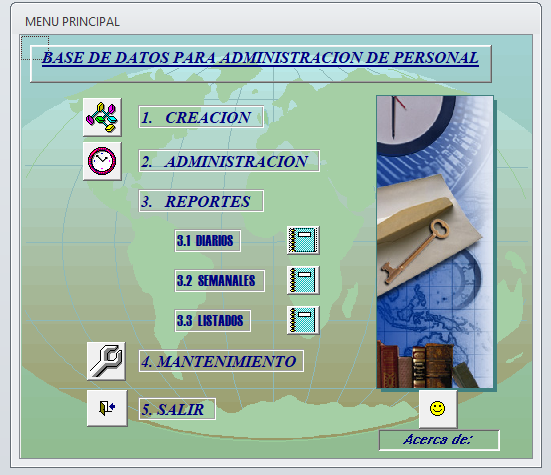 MENU PRINCIPAL
BASE DE DATOS PARA ADMINISTRACION DE PERSONAL
1. CREACION
2. ADMINISTRACION
3. REPORTES
3.1 DIARIOS
3.2 SEMANALES
3.3 LISTADOS
4. MANTENIMIENTO
5. SALIR
Acerca de: